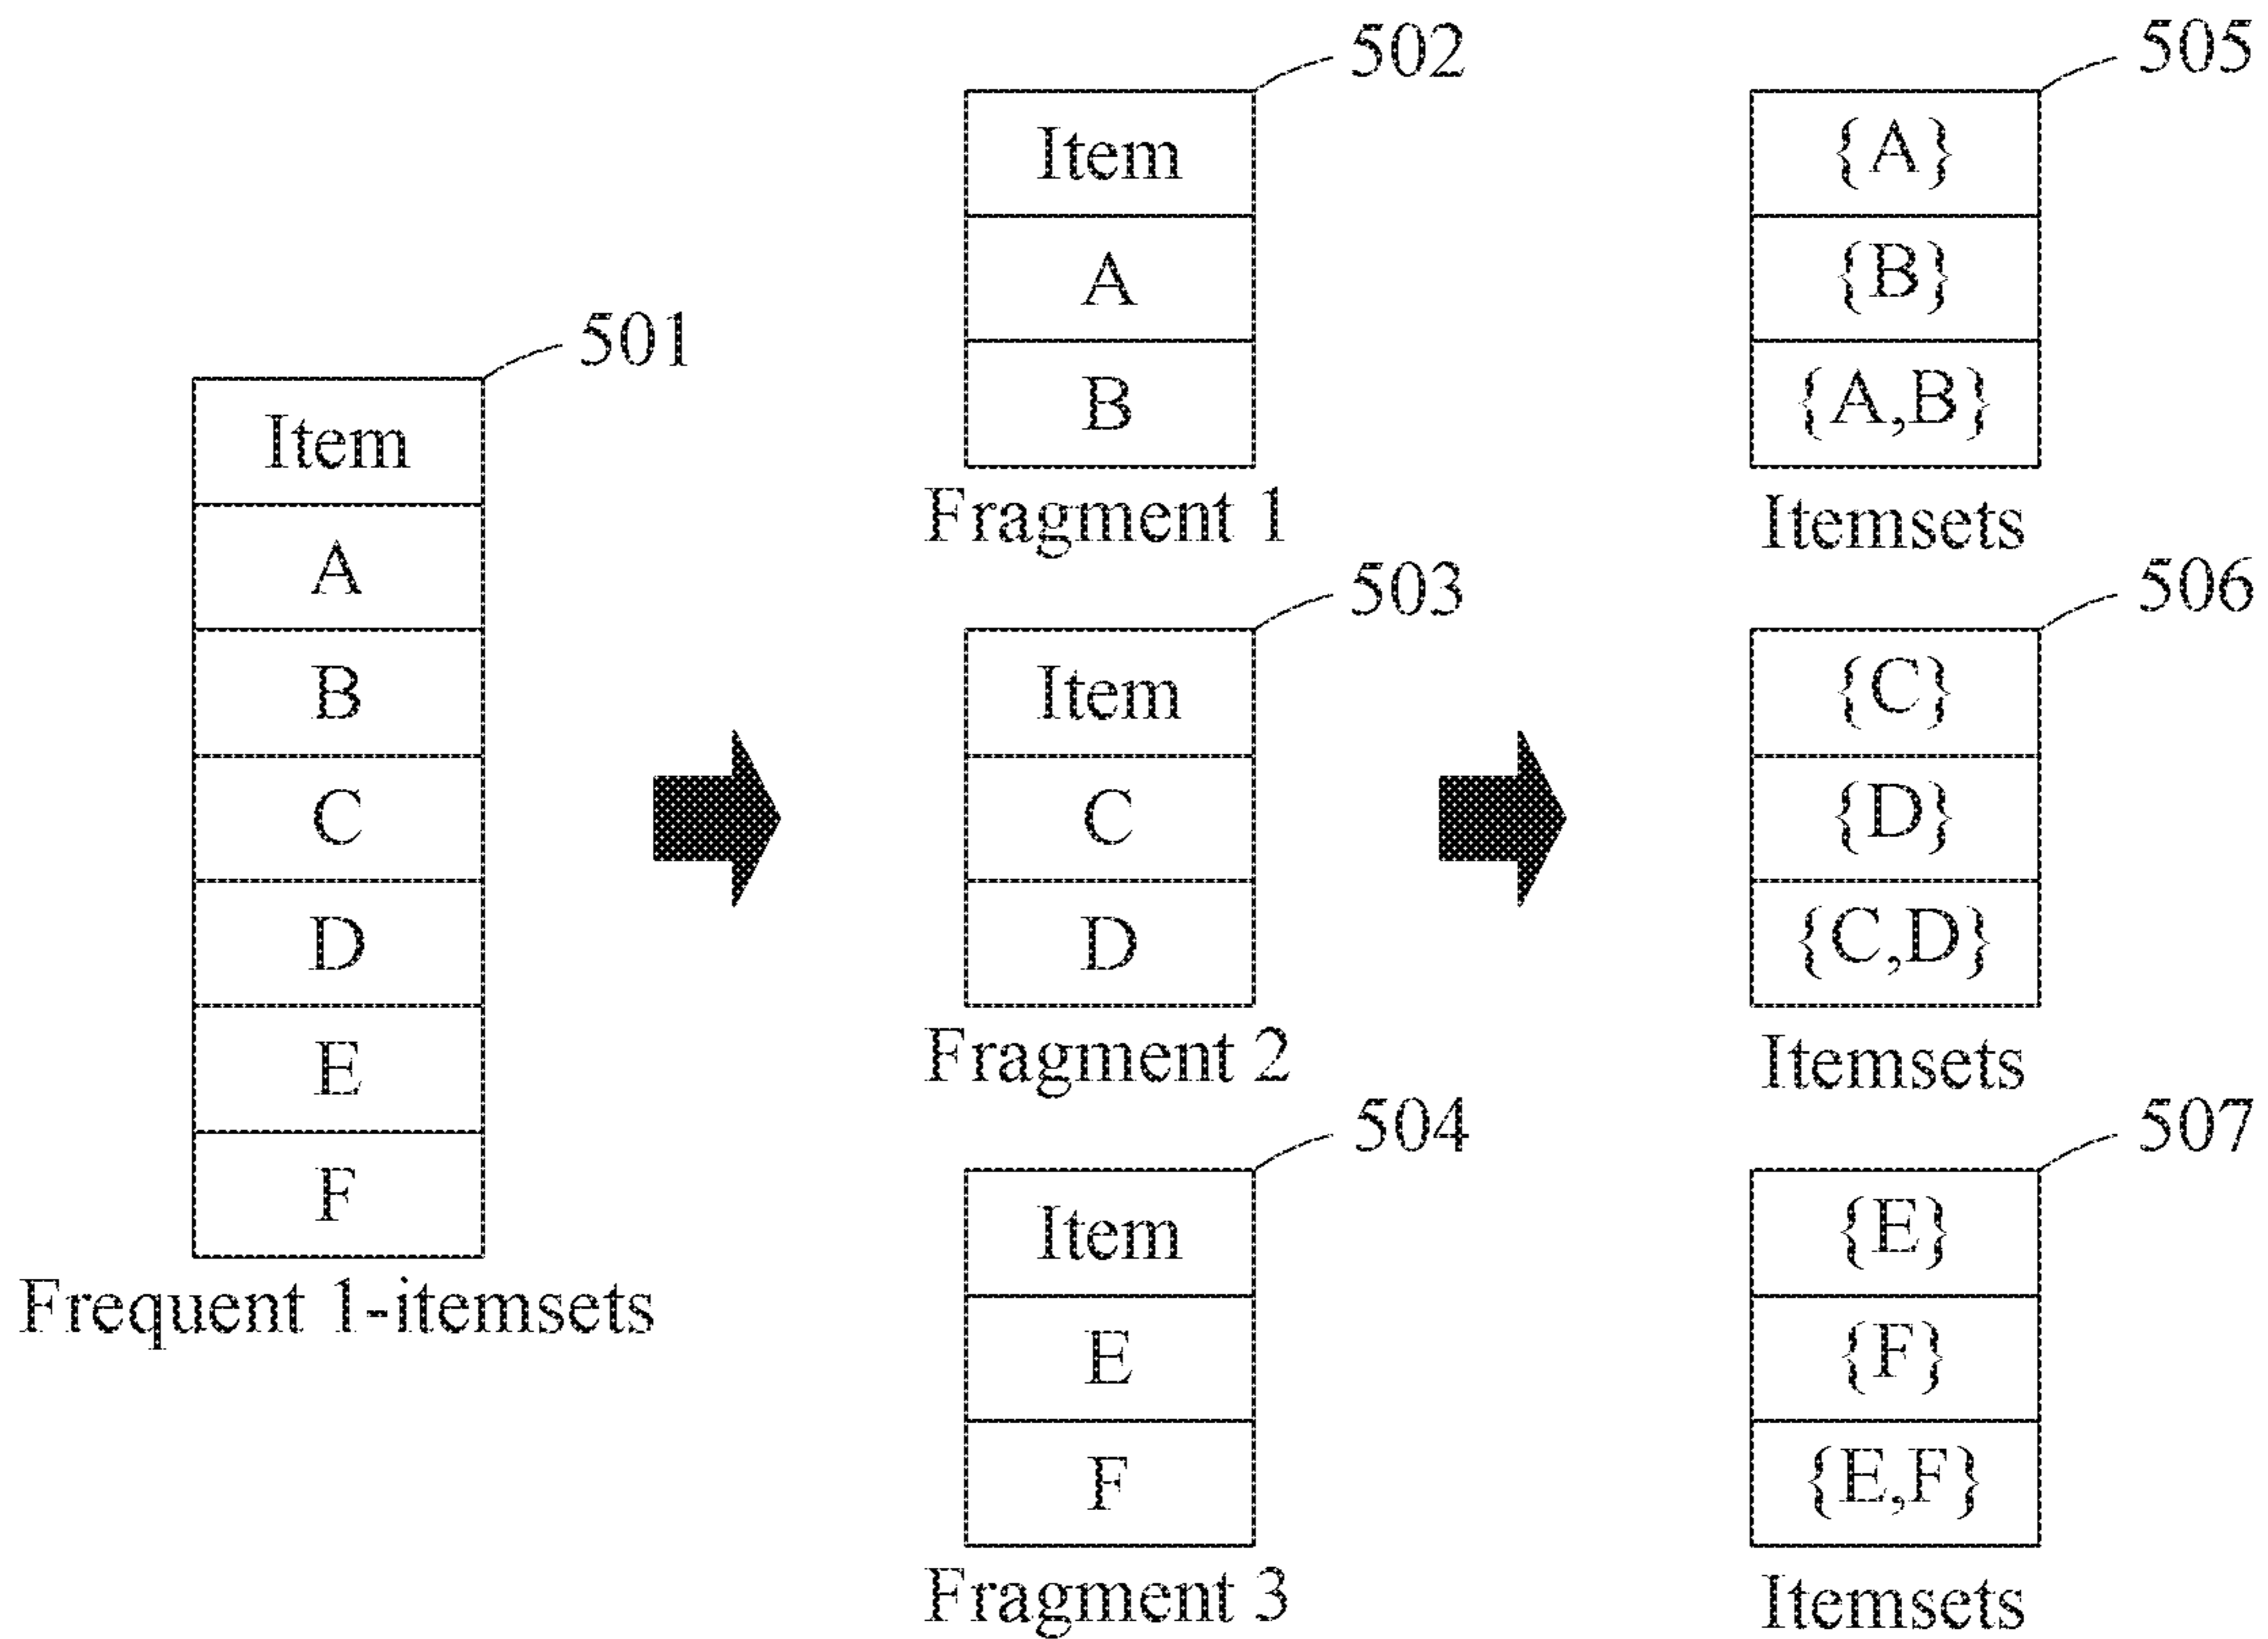 501
Item
A
B
C
D
E
F
Frequent 1-itemsets
502
Item
A
B
Fragment 1
503
Item
C
D
Fragment 2
504
Item
E
F
Fragment 3
505
{A}
{B}
{A,B}
Itemsets
506
{C}
{D}
{C,D}
Itemsets
507
{E}
{F}
{E,F}
Itemsets